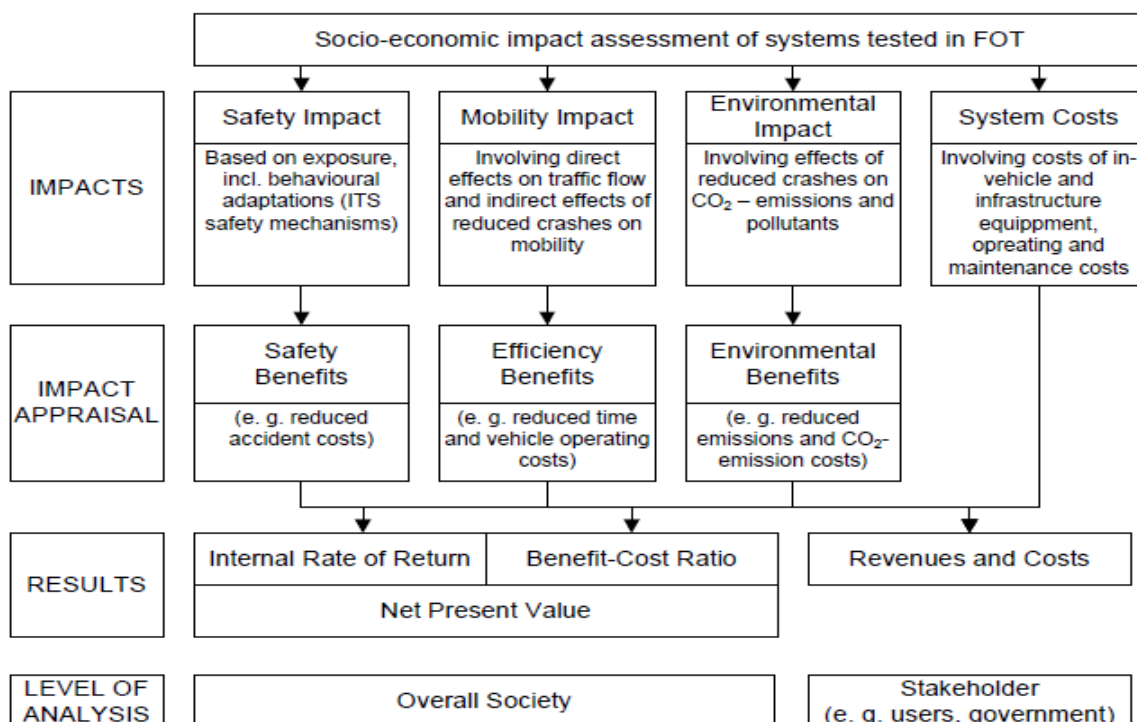 Socio-economic impact assessment of systems tested in FOT
IMPACTS
Safety Impact
Based on exposure,
incl. behavioural
adaptations (ITS
safety mechanisms)
Mobility Impact
Involving direct
effects on traffic flow
and indirect effects of
reduced crashes on
mobility
Environmental
Impact
Involving effects of
reduced crashes on
CO₂ – emissions and
pollutants
System Costs
Involving costs of in-
vehicle and
infrastructure
equippment,
opreating and
maintenance costs
IMPACT
APPRAISAL
Safety
Benefits
(e. g. reduced
accident costs)
Efficiency
Benefits
(e. g. reduced time
and vehicle operating
costs)
Environmental
Benefits
(e. g. reduced
emissions and CO₂-
emission costs)
RESULTS
Internal Rate of Return
Benefit-Cost Ratio
Net Present Value
Revenues and Costs
LEVEL OF
ANALYSIS
Overall Society
Stakeholder
(e. g. users, government)